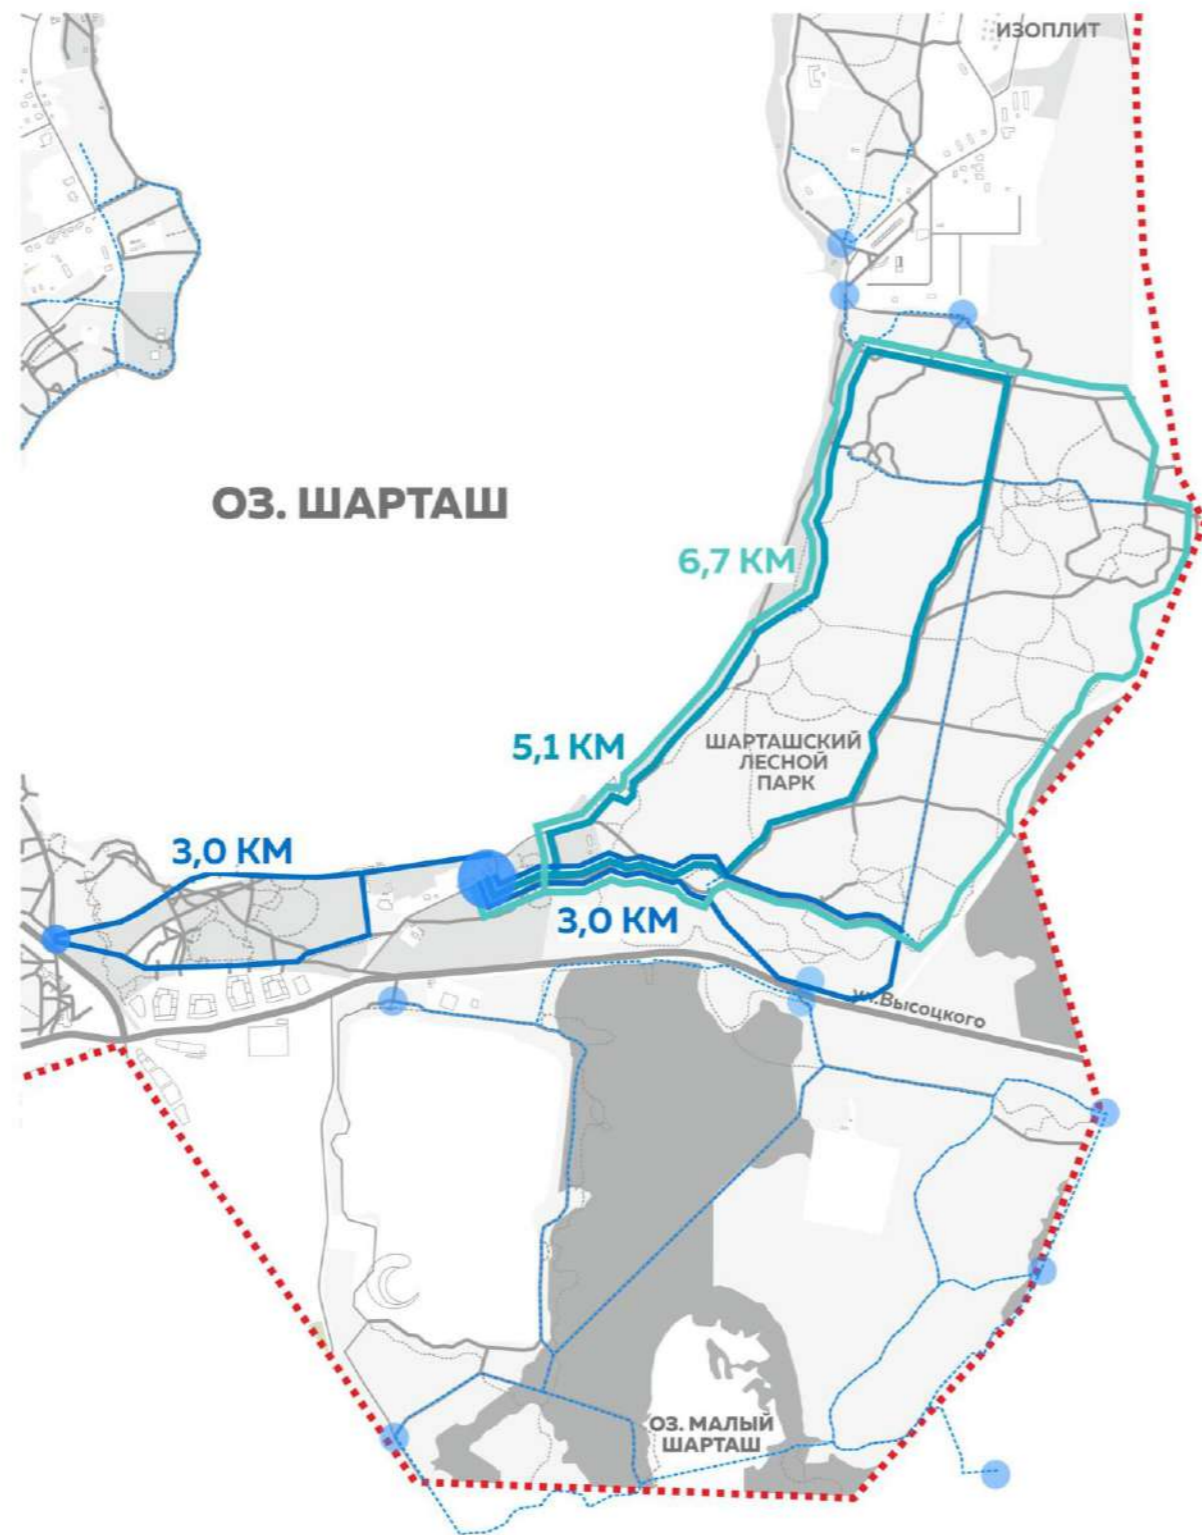 ИЗОПЛИТ
ОЗ. ШАРТАШ
6,7 КМ
5,1 КМ
ШАРТАШСКИЙ
ЛЕСНОЙ
ПАРК
3,0 КМ
3,0 КМ
ул.Высоцкого
ОЗ. МАЛЫЙ
ШАРТАШ